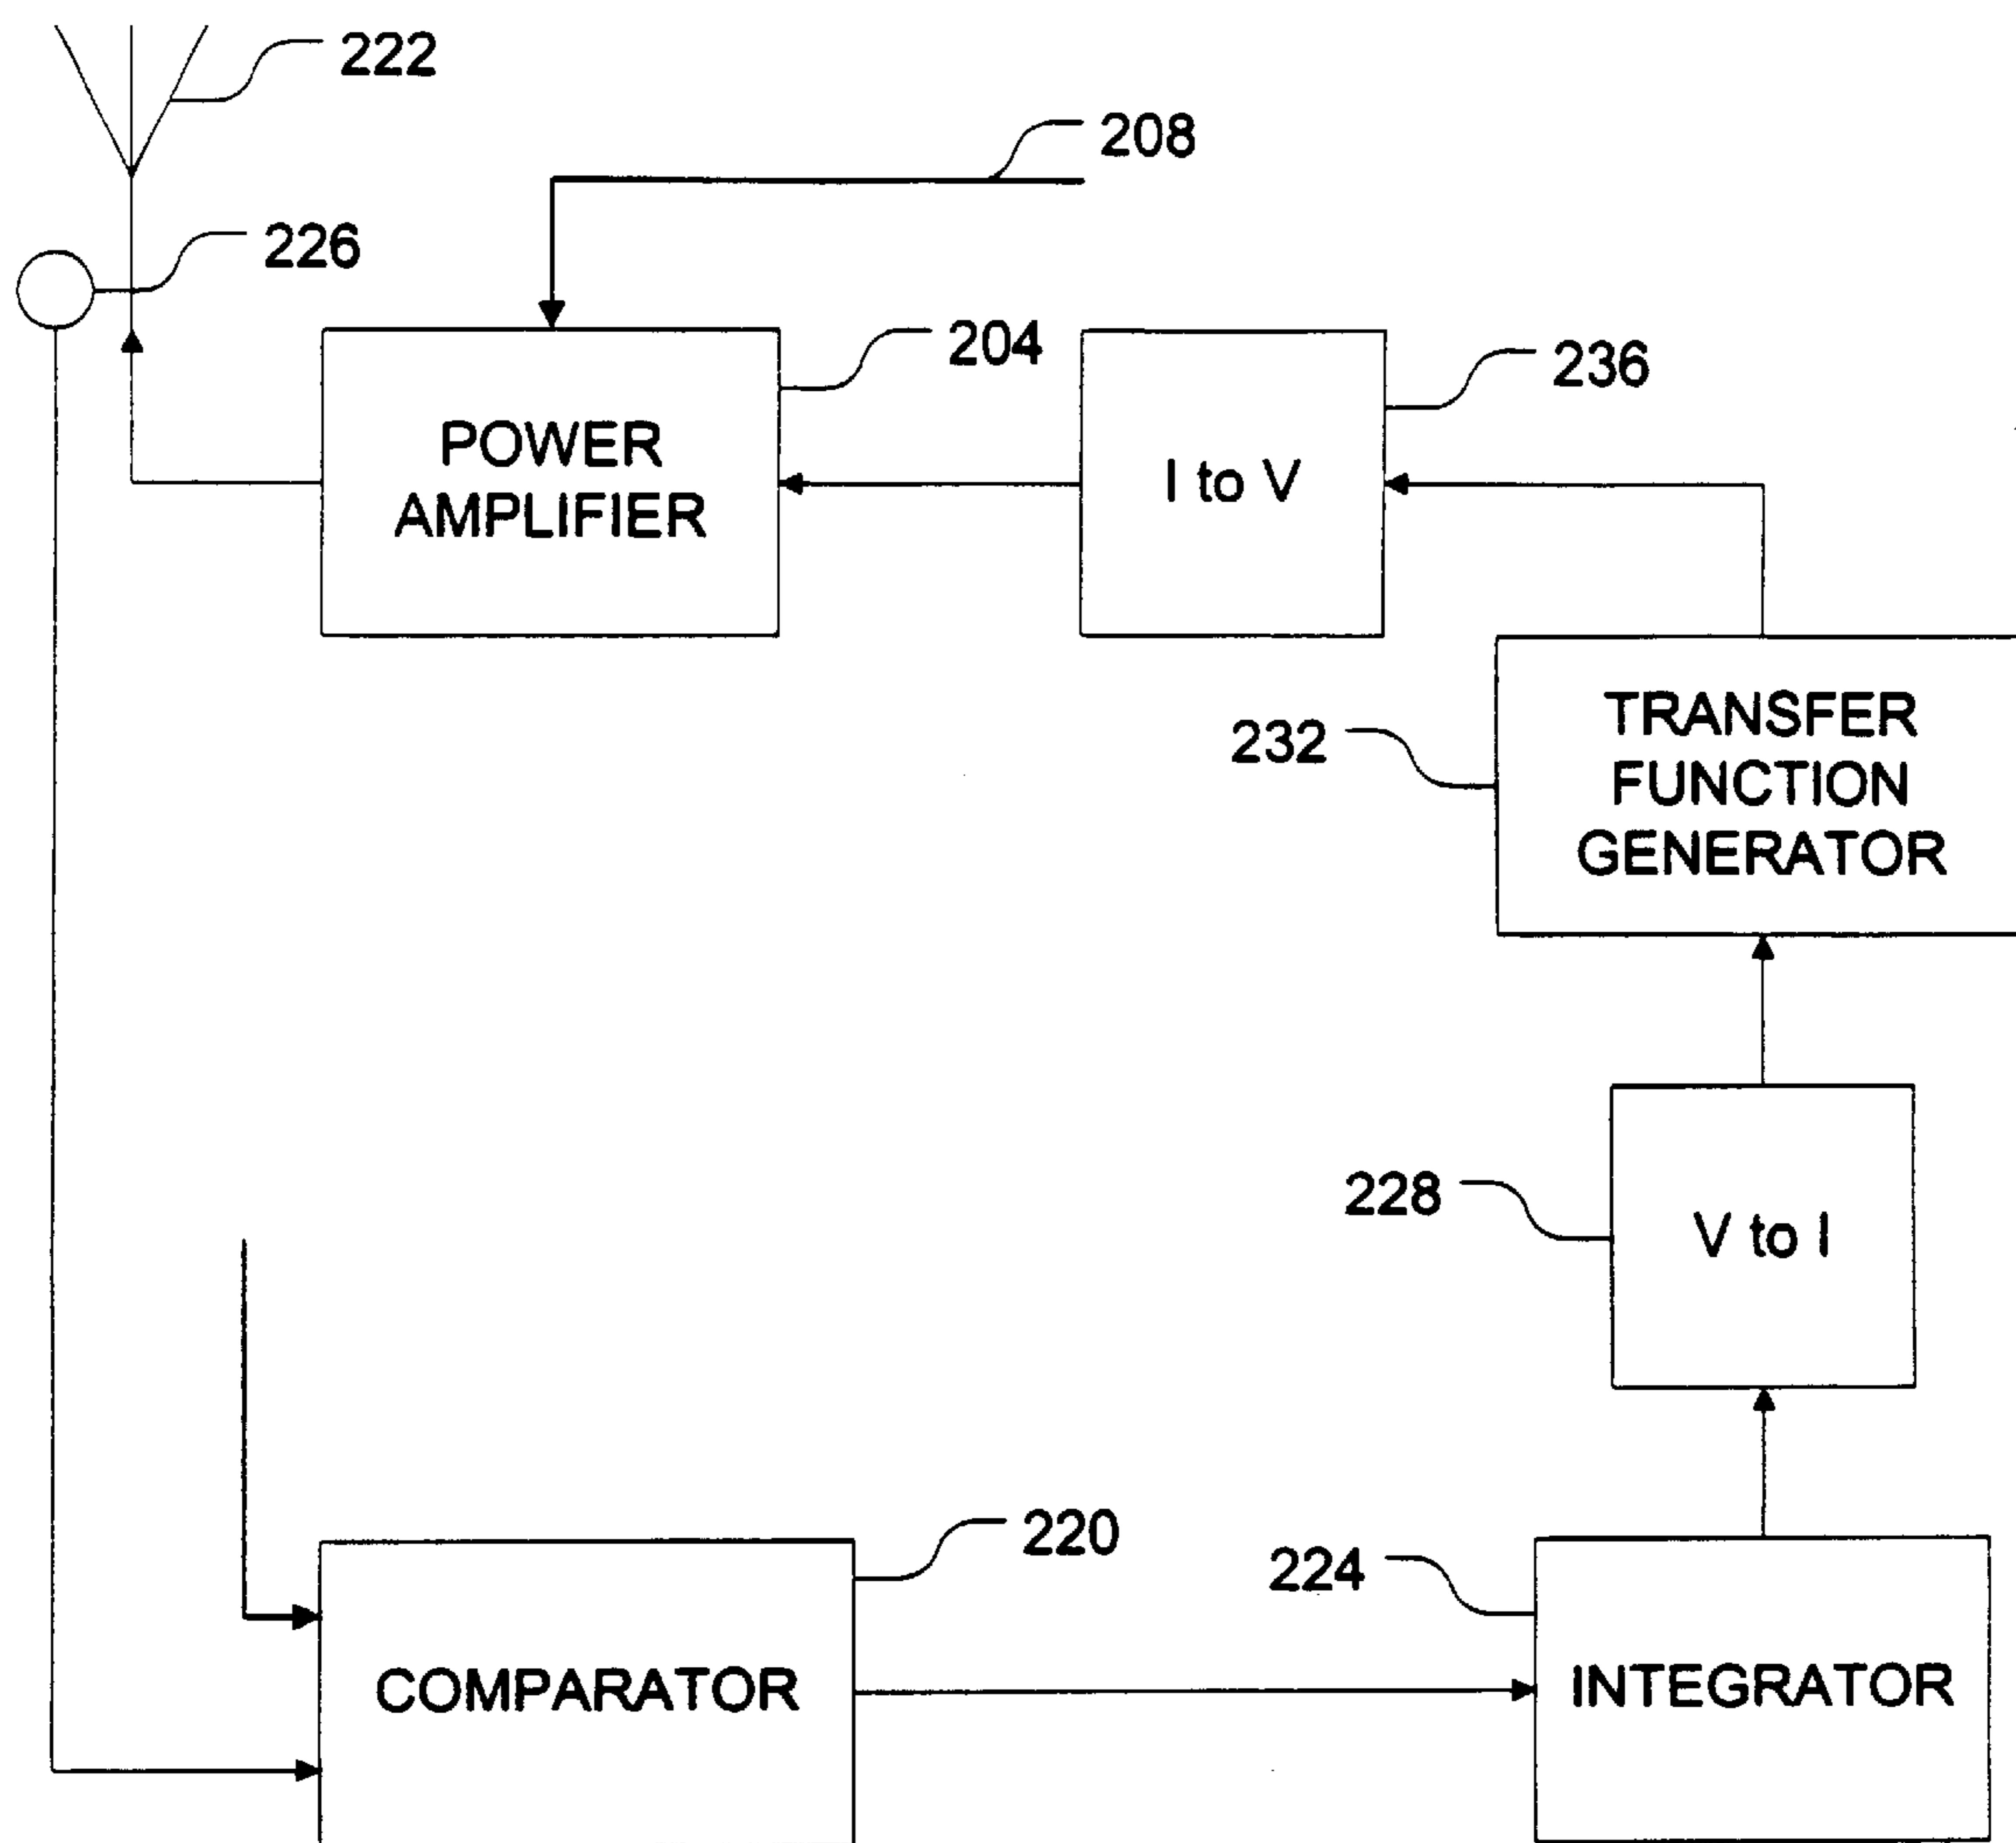 222
208
226
204
236
POWER
AMPLIFIER
I to V
232
TRANSFER
FUNCTION
GENERATOR
228
V to I
220
224
COMPARATOR
INTEGRATOR